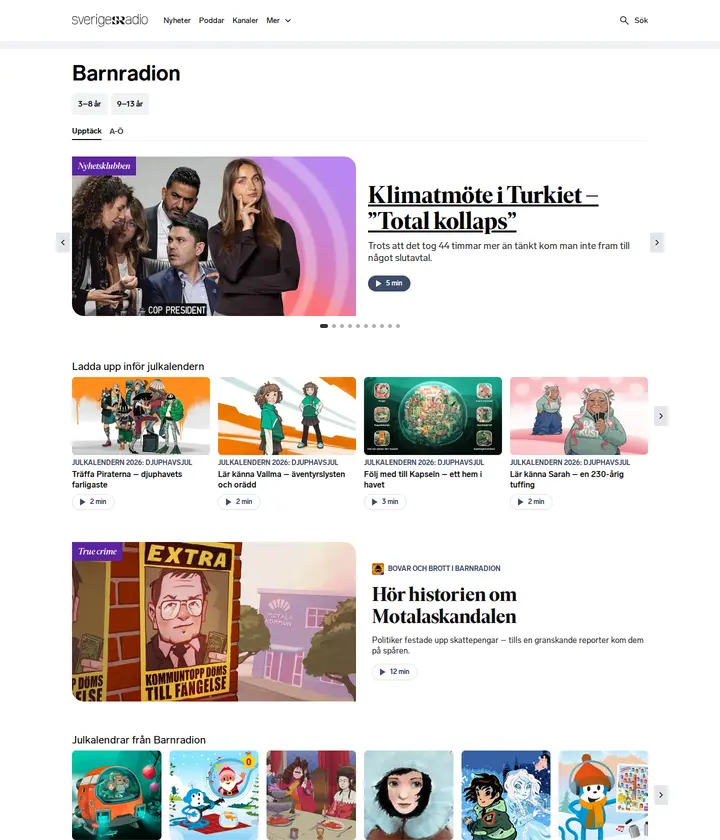 sverigesRadio
Nyheter
Poddar
Kanaler
Mer
Sök
Barnradion
3–8 år
9–13 år
Upptäck
A-Ö
Nyhetsklubben
COP PRESIDENT
Klimatmöte i Turkiet –
”Total kollaps”
Trots att det tog 44 timmar mer än tänkt kom man inte fram till
något slutavtal.
5 min
Ladda upp inför julkalendern
JULKALENDERN 2026: DJUPHAVSJUL
Träffa Piraterna – djuphavets
farligaste
2 min
JULKALENDERN 2026: DJUPHAVSJUL
Lär känna Vallma – äventyrslysten
och orädd
2 min
JULKALENDERN 2026: DJUPHAVSJUL
Följ med till Kapseln – ett hem i
havet
3 min
JULKALENDERN 2026: DJUPHAVSJUL
Lär känna Sarah – en 230-årig
tuffing
2 min
True crime
EXTRA
MOTALA
KOMMUN
KOMMUNTOPP DÖMS
TILL FÄNGELSE
BOVAR OCH BROTT I BARNRADION
Hör historien om
Motalaskandalen
Politiker festade upp skattepengar – tills en granskande reporter kom dem
på spåren.
12 min
Julkalendrar från Barnradion